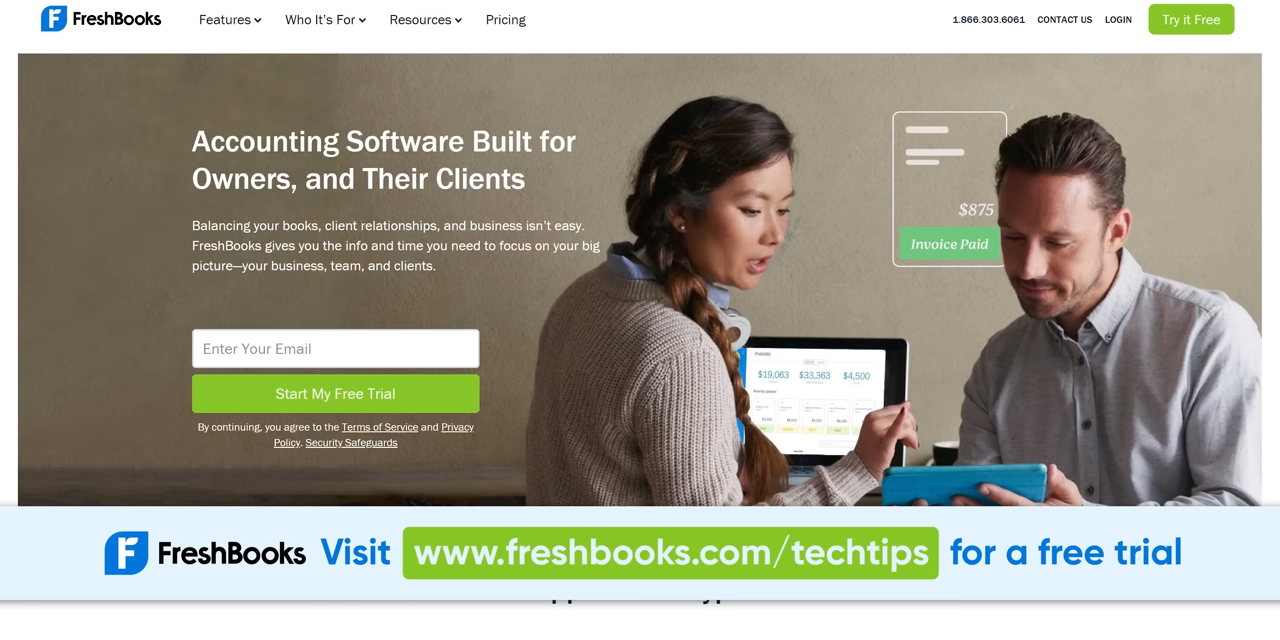 FreshBooks
Features
Who It's For
Resources
Pricing
1.866.303.6061
CONTACT US
LOGIN
Try it Free
Accounting Software Built for
Owners, and Their Clients
Balancing your books, client relationships, and business isn't easy.
FreshBooks gives you the info and time you need to focus on your big
picture—your business, team, and clients.
$875
Invoice Paid
Enter Your Email
Start My Free Trial
By continuing, you agree to the Terms of Service and Privacy
Policy. Security Safeguards
$19,063 $33,363 $4,500
FreshBooks Visit www.freshbooks.com/techtips for a free trial